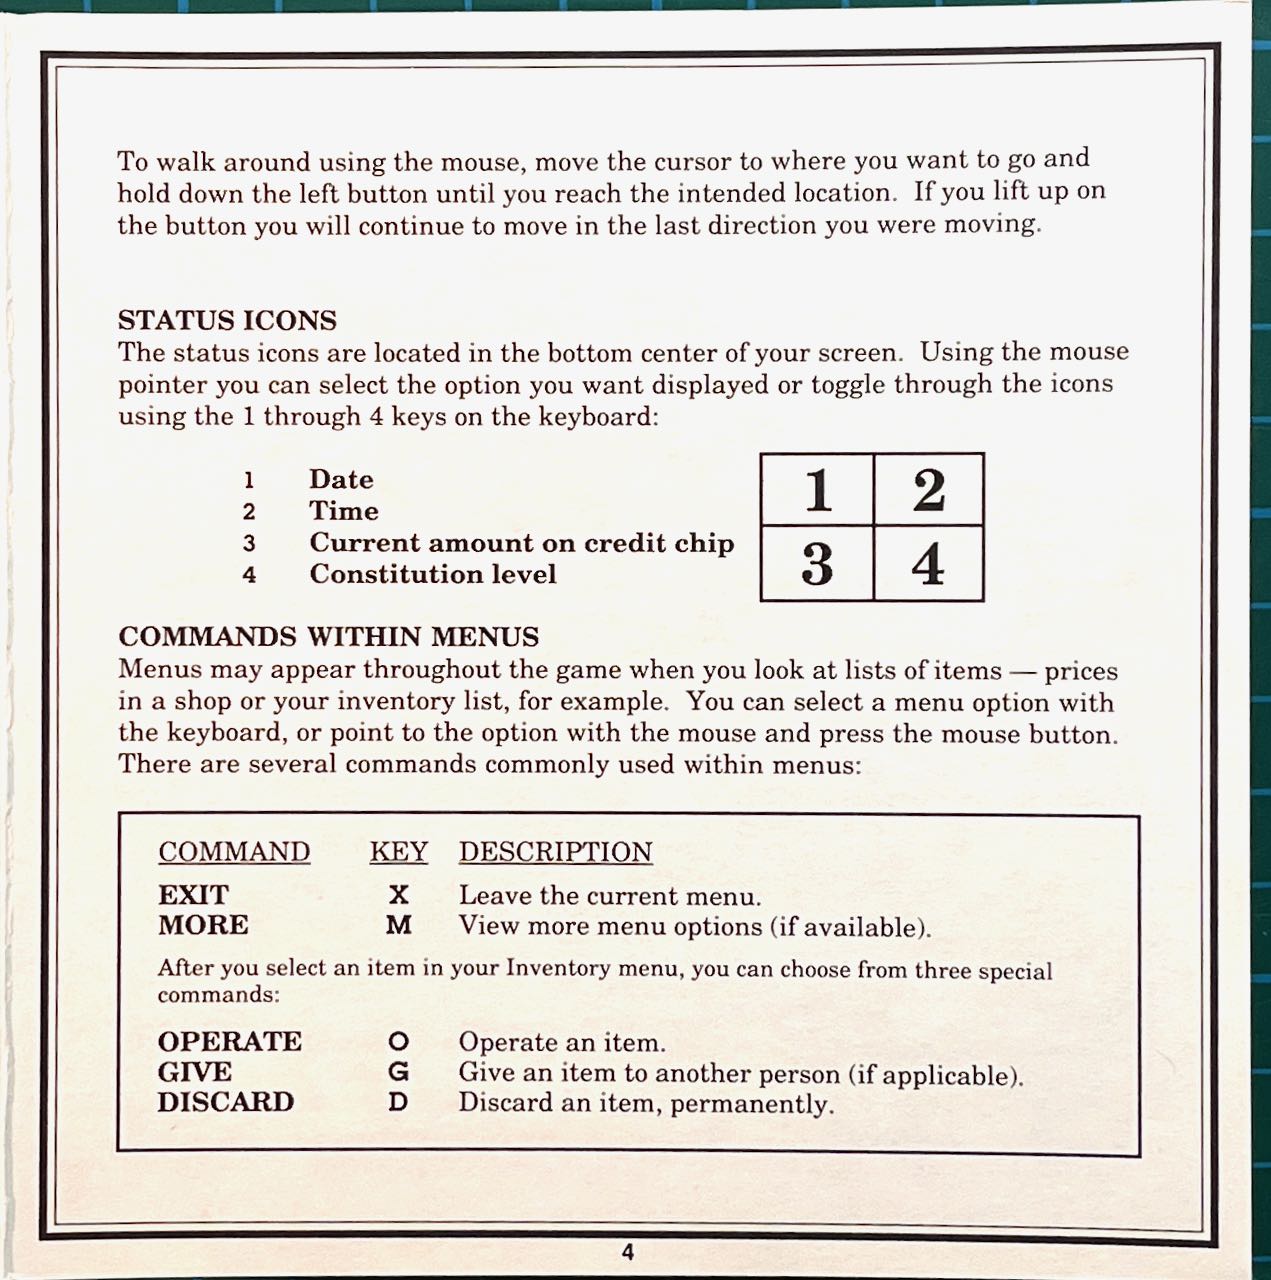 To walk around using the mouse, move the cursor to where you want to go and
hold down the left button until you reach the intended location. If you lift up on
the button you will continue to move in the last direction you were moving.
STATUS ICONS
The status icons are located in the bottom center of your screen. Using the mouse
pointer you can select the option you want displayed or toggle through the icons
using the 1 through 4 keys on the keyboard:
1 Date
2 Time
3 Current amount on credit chip
4 Constitution level
1 2
3 4
COMMANDS WITHIN MENUS
Menus may appear throughout the game when you look at lists of items — prices
in a shop or your inventory list, for example. You can select a menu option with
the keyboard, or point to the option with the mouse and press the mouse button.
There are several commands commonly used within menus:
COMMAND KEY DESCRIPTION
EXIT X Leave the current menu.
MORE M View more menu options (if available).
After you select an item in your Inventory menu, you can choose from three special
commands:
OPERATE O Operate an item.
GIVE G Give an item to another person (if applicable).
DISCARD D Discard an item, permanently.
4